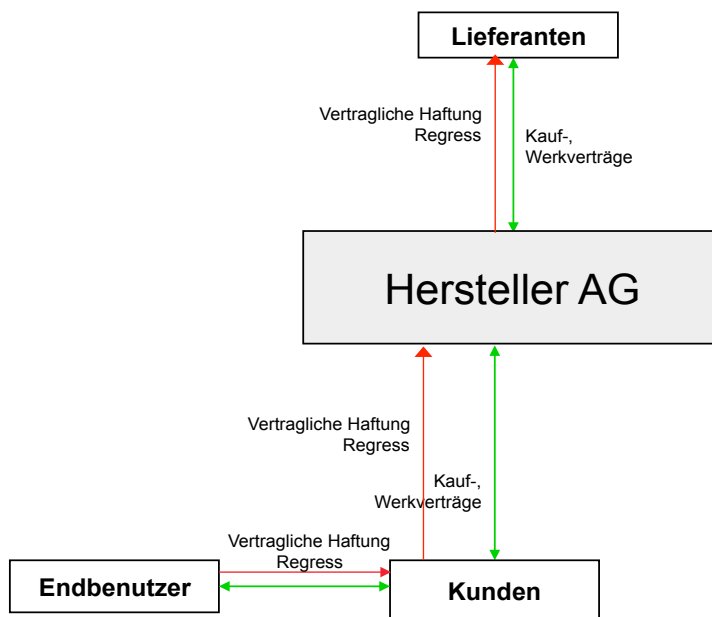 Lieferanten
Vertragliche Haftung
Regress
Kauf-,
Werkverträge
Hersteller AG
Vertragliche Haftung
Regress
Kauf-,
Werkverträge
Vertragliche Haftung
Regress
Endbenutzer
Kunden